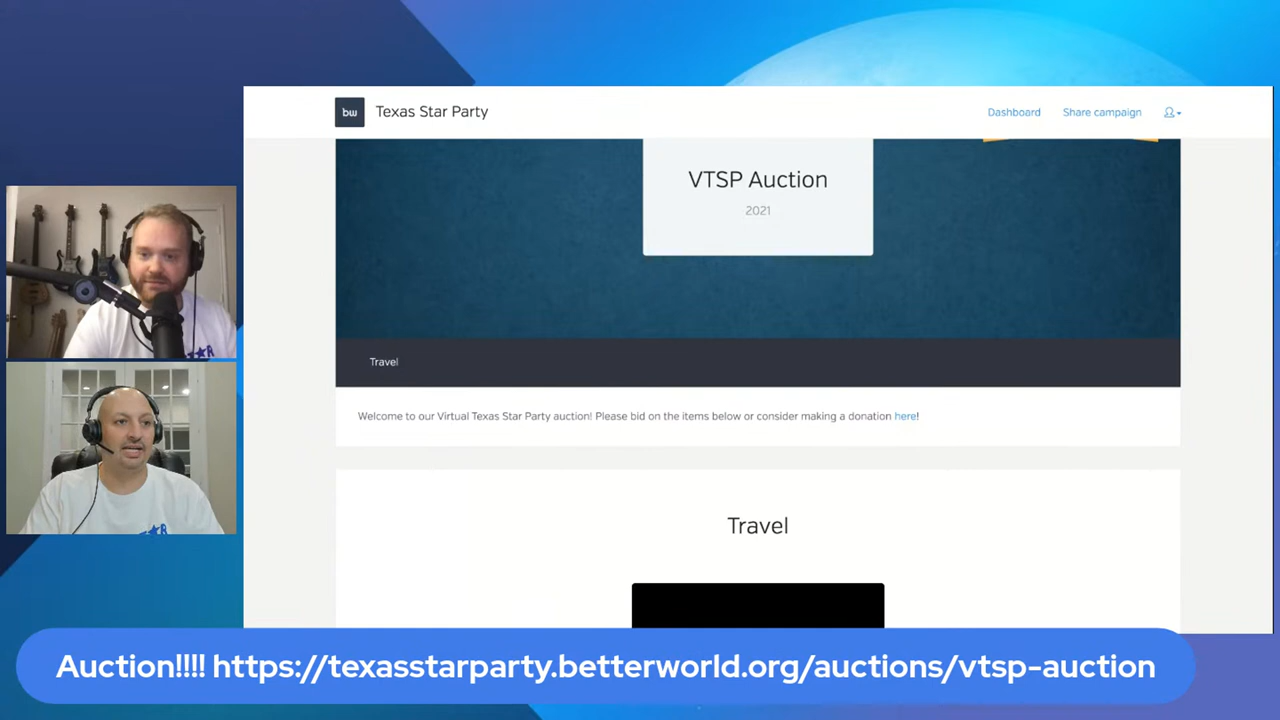 bw Texas Star Party
Dashboard Share campaign
VTSP Auction
2021
Travel
Welcome to our Virtual Texas Star Party auction! Please bid on the items below or consider making a donation here!
Travel
Auction!!!! https://texasstarparty.betterworld.org/auctions/vtsp-auction